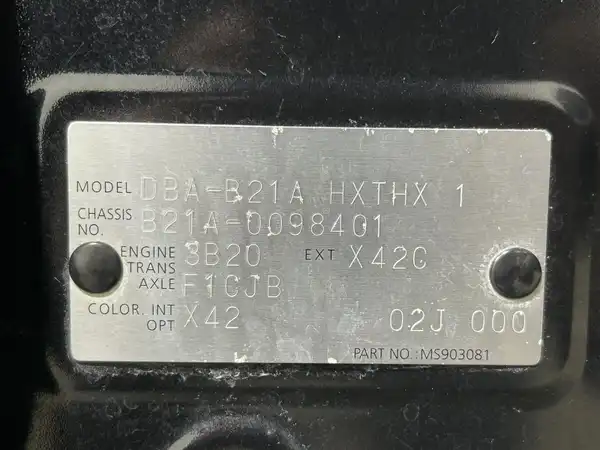 MODEL DBA-B21A HXTHX 1
CHASSIS NO. B21A-0098401
ENGINE 3B20 EXT X42C
TRANS AXLE F1CJB
COLOR. INT OPT X42 02J 000
PART NO.: MS903081